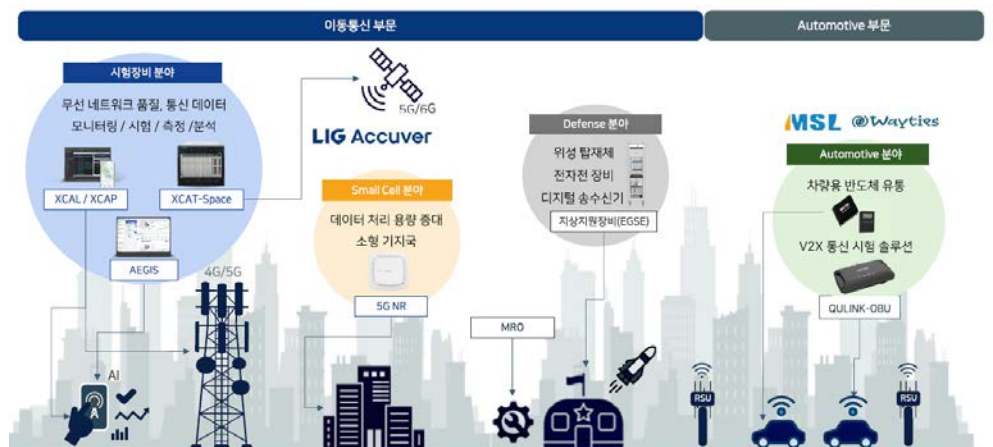 이동통신 부문
Automotive 부문
시험장비 분야
무선 네트워크 품질, 통신 데이터
모니터링 / 시험 / 측정 /분석
XCAL / XCAP
XCAT-Space
AEGIS
5G/6G
LIG Accuver
Small Cell 분야
데이터 처리 용량 증대
소형 기지국
5G NR
Defense 분야
위성 탑재체
전자전 장비
디지털 송수신기
지상지원장비(EGSE)
MRO
MSL
@Wayties
Automotive 분야
차량용 반도체 유통
V2X 통신 시험 솔루션
QULINK-OBU
4G/5G
AI
A
RSU
RSU